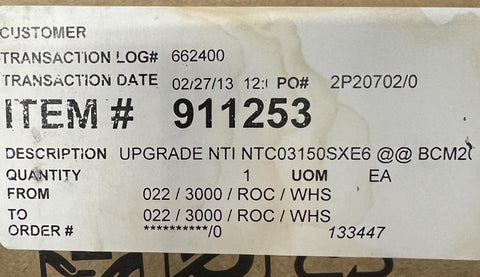 CUSTOMER
TRANSACTION LOG# 662400
TRANSACTION DATE 02/27/13 12: PO# 2P20702/0
ITEM # 911253
DESCRIPTION UPGRADE NTI NTC03150SXE6 @@
QUANTITY 1 UOM EA
FROM 022 / 3000 / ROC / WHS
TO 022 / 3000 / ROC / WHS
ORDER # **********/0 133447